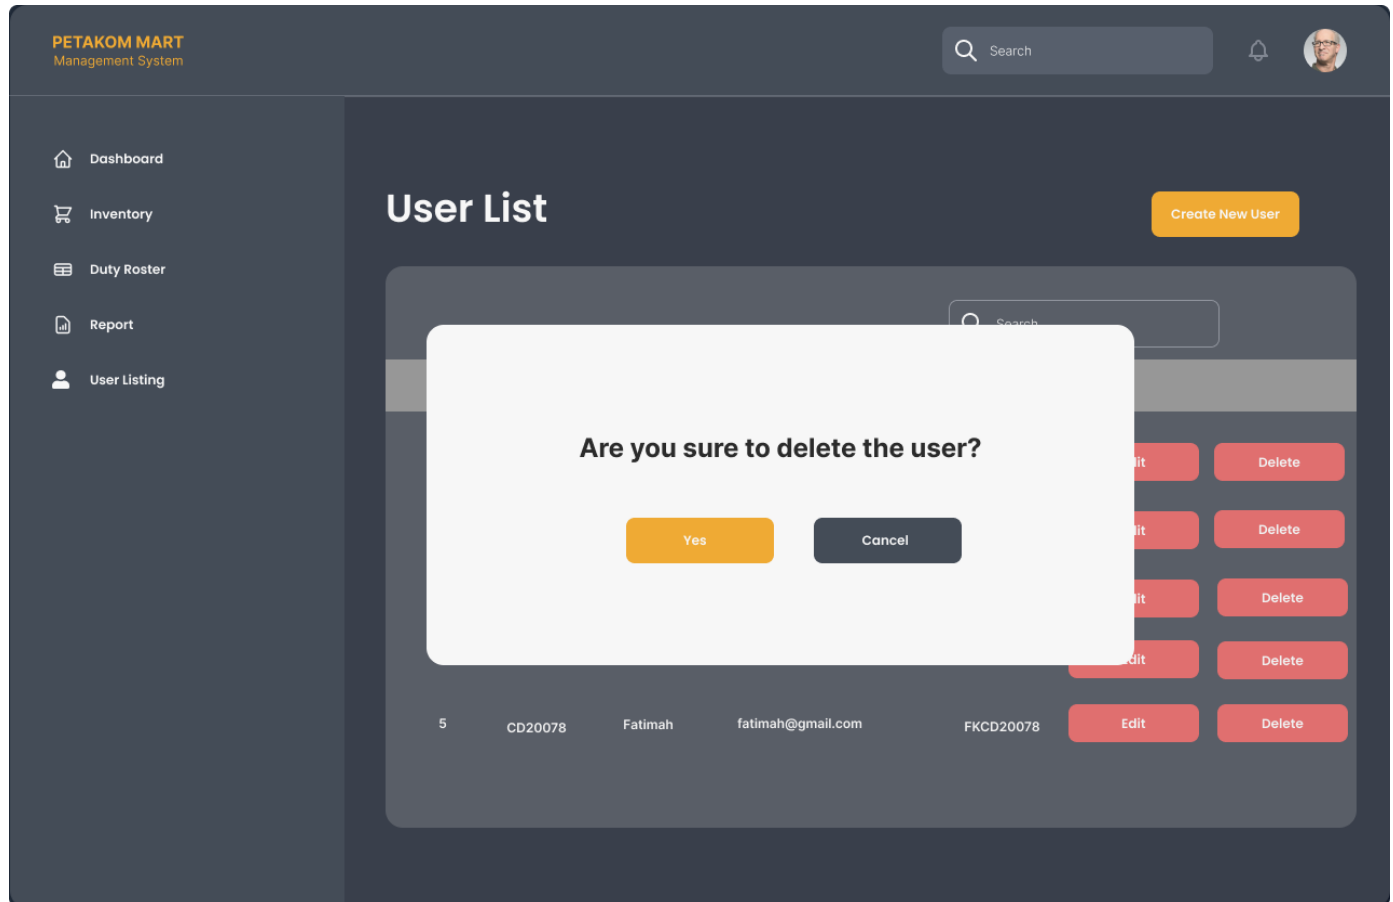 PETAKOM MART
Management System
Search
Dashboard
Inventory
Duty Roster
Report
User Listing
User List
Create New User
Search
Are you sure to delete the user?
Yes
Cancel
Delete
Delete
Delete
Delete
5 CD20078 Fatimah fatimah@gmail.com FKCD20078 Edit Delete